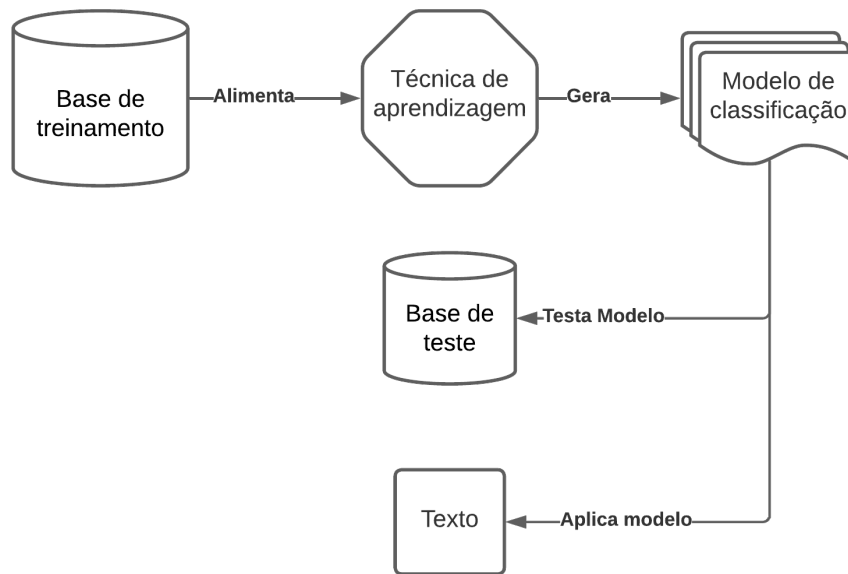 Base de
treinamento
Alimenta
Técnica de
aprendizagem
Gera
Modelo de
classificação
Base de
teste
Testa Modelo
Texto
Aplica modelo